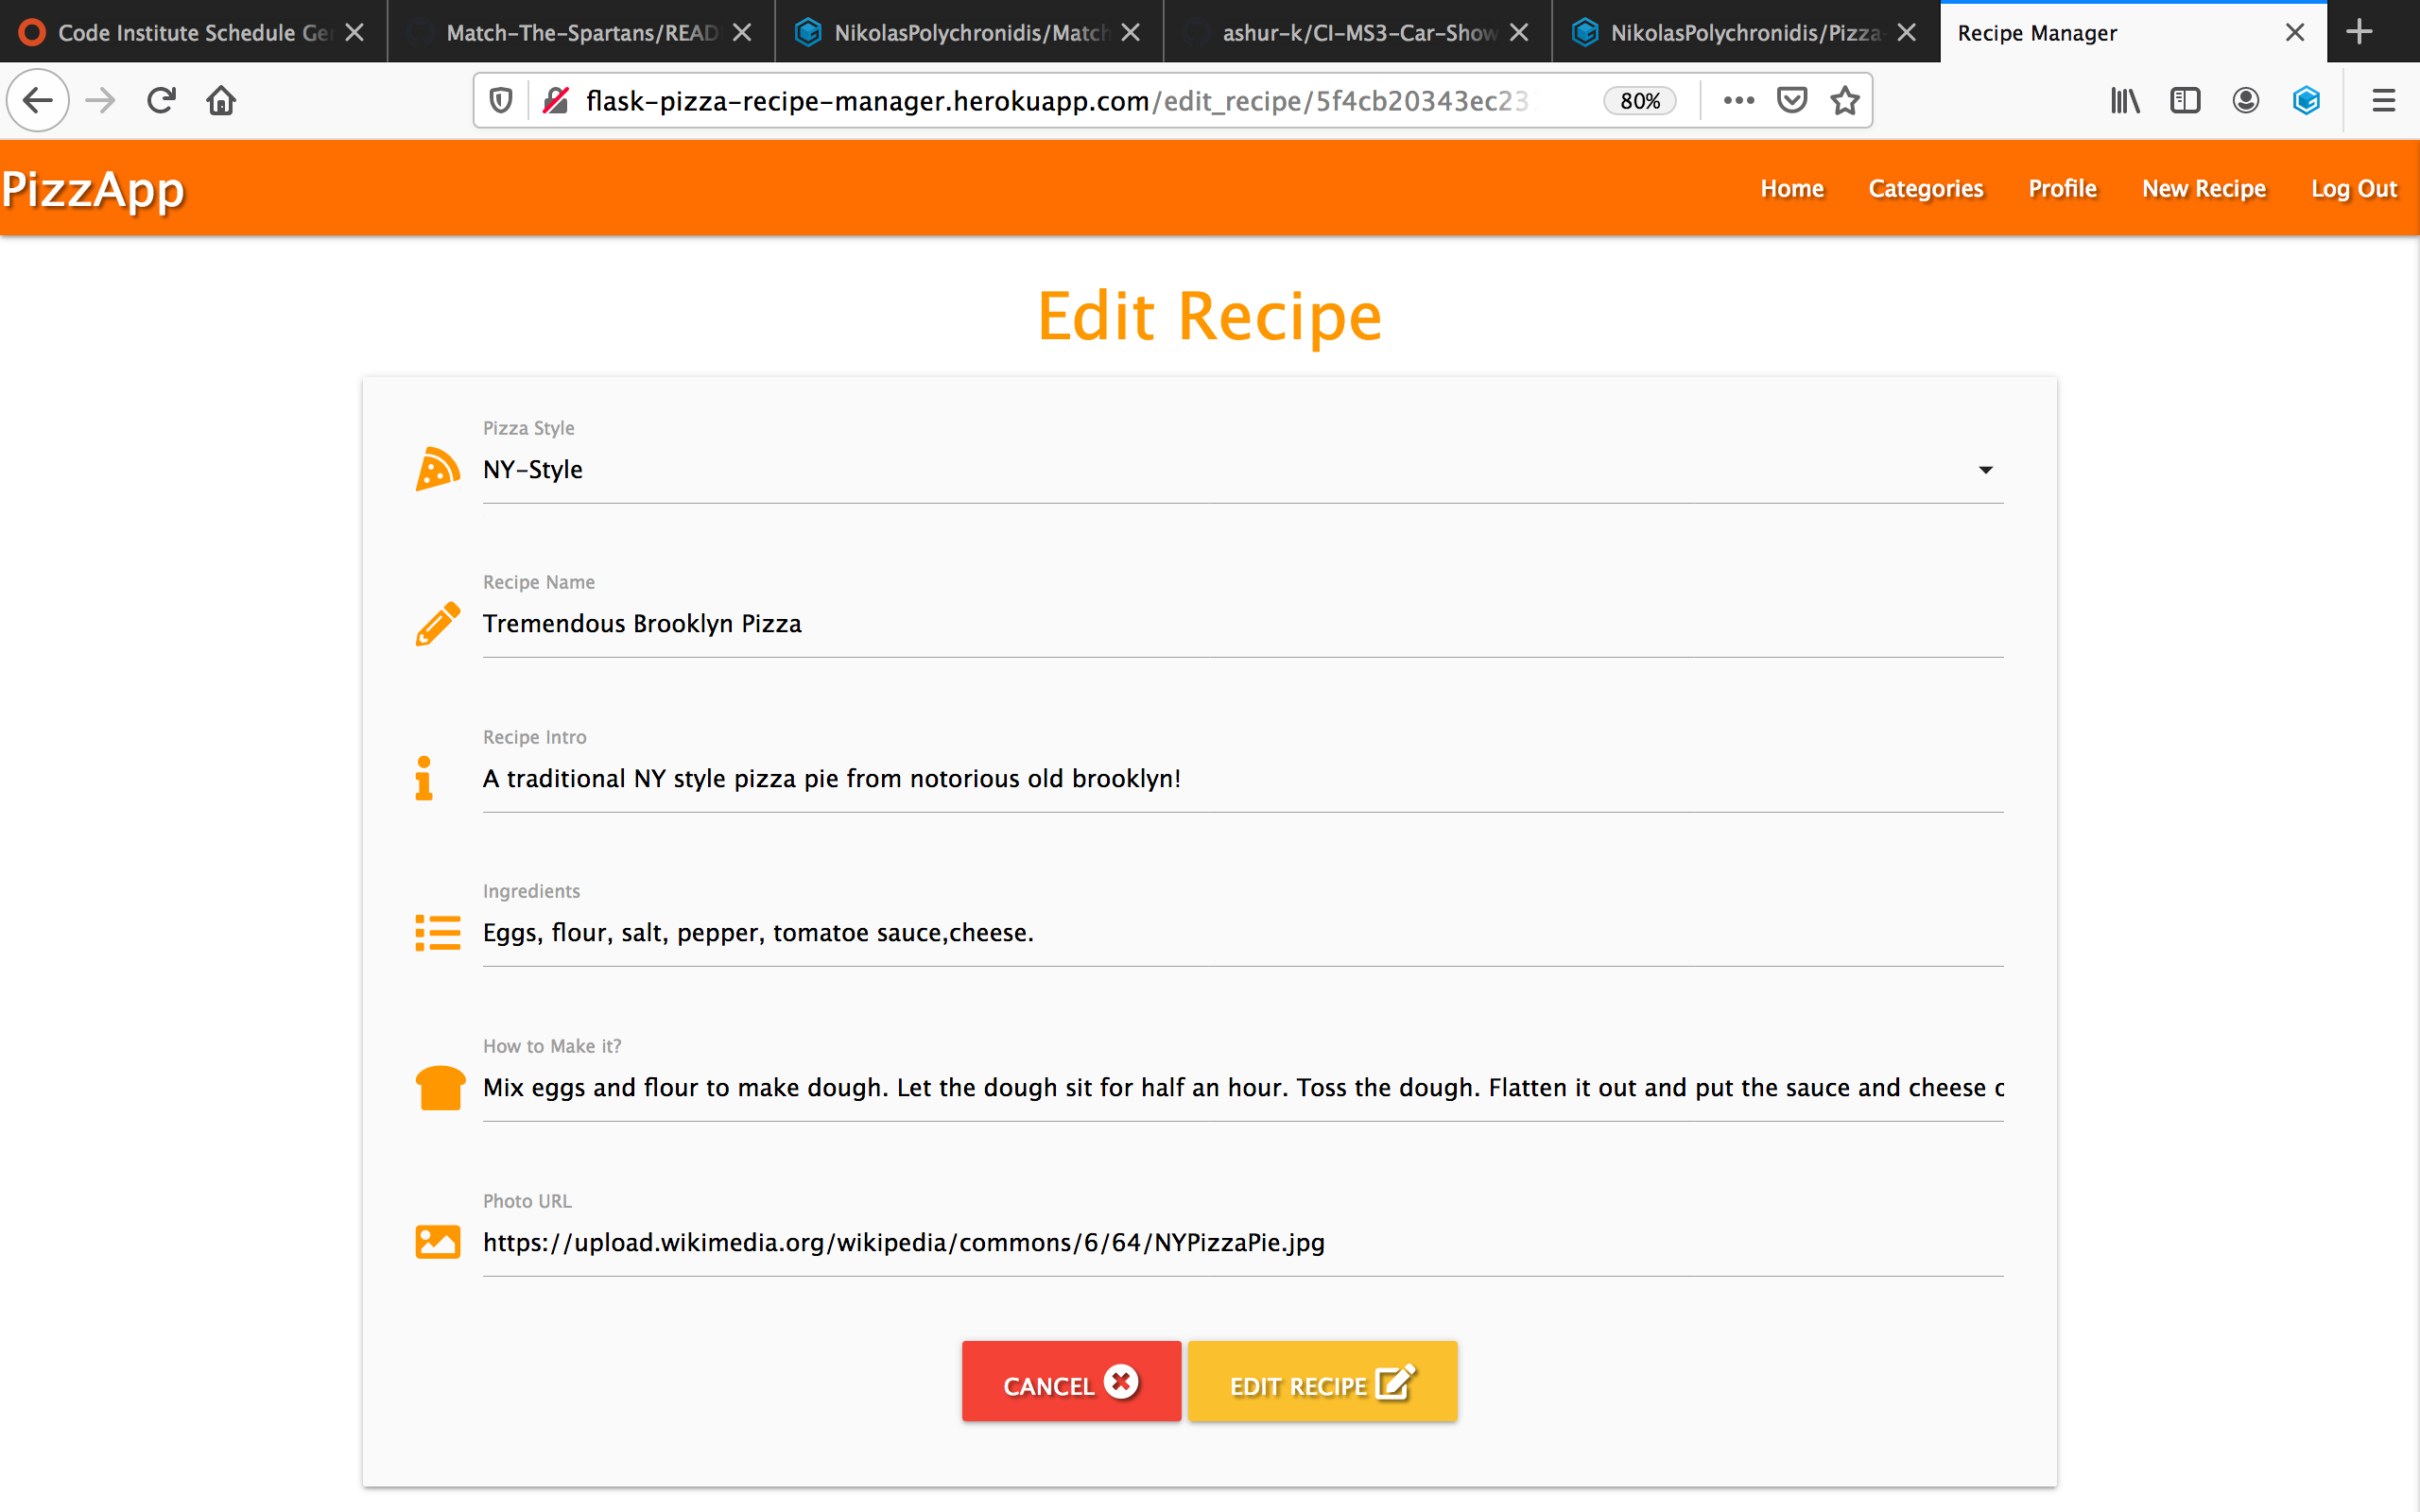 Code Institute Schedule Ge
Match-The-Spartans/READ
NikolasPolychronidis/Match
ashur-k/CI-MS3-Car-Show
NikolasPolychronidis/Pizza-
Recipe Manager
flask-pizza-recipe-manager.herokuapp.com/edit_recipe/5f4cb20343ec23
80%
PizzApp
Home
Categories
Profile
New Recipe
Log Out
Edit Recipe
Pizza Style
NY-Style
Recipe Name
Tremendous Brooklyn Pizza
Recipe Intro
A traditional NY style pizza pie from notorious old brooklyn!
Ingredients
Eggs, flour, salt, pepper, tomatoe sauce,cheese.
How to Make it?
Mix eggs and flour to make dough. Let the dough sit for half an hour. Toss the dough. Flatten it out and put the sauce and cheese
Photo URL
https://upload.wikimedia.org/wikipedia/commons/6/64/NYPizzaPie.jpg
CANCEL
EDIT RECIPE